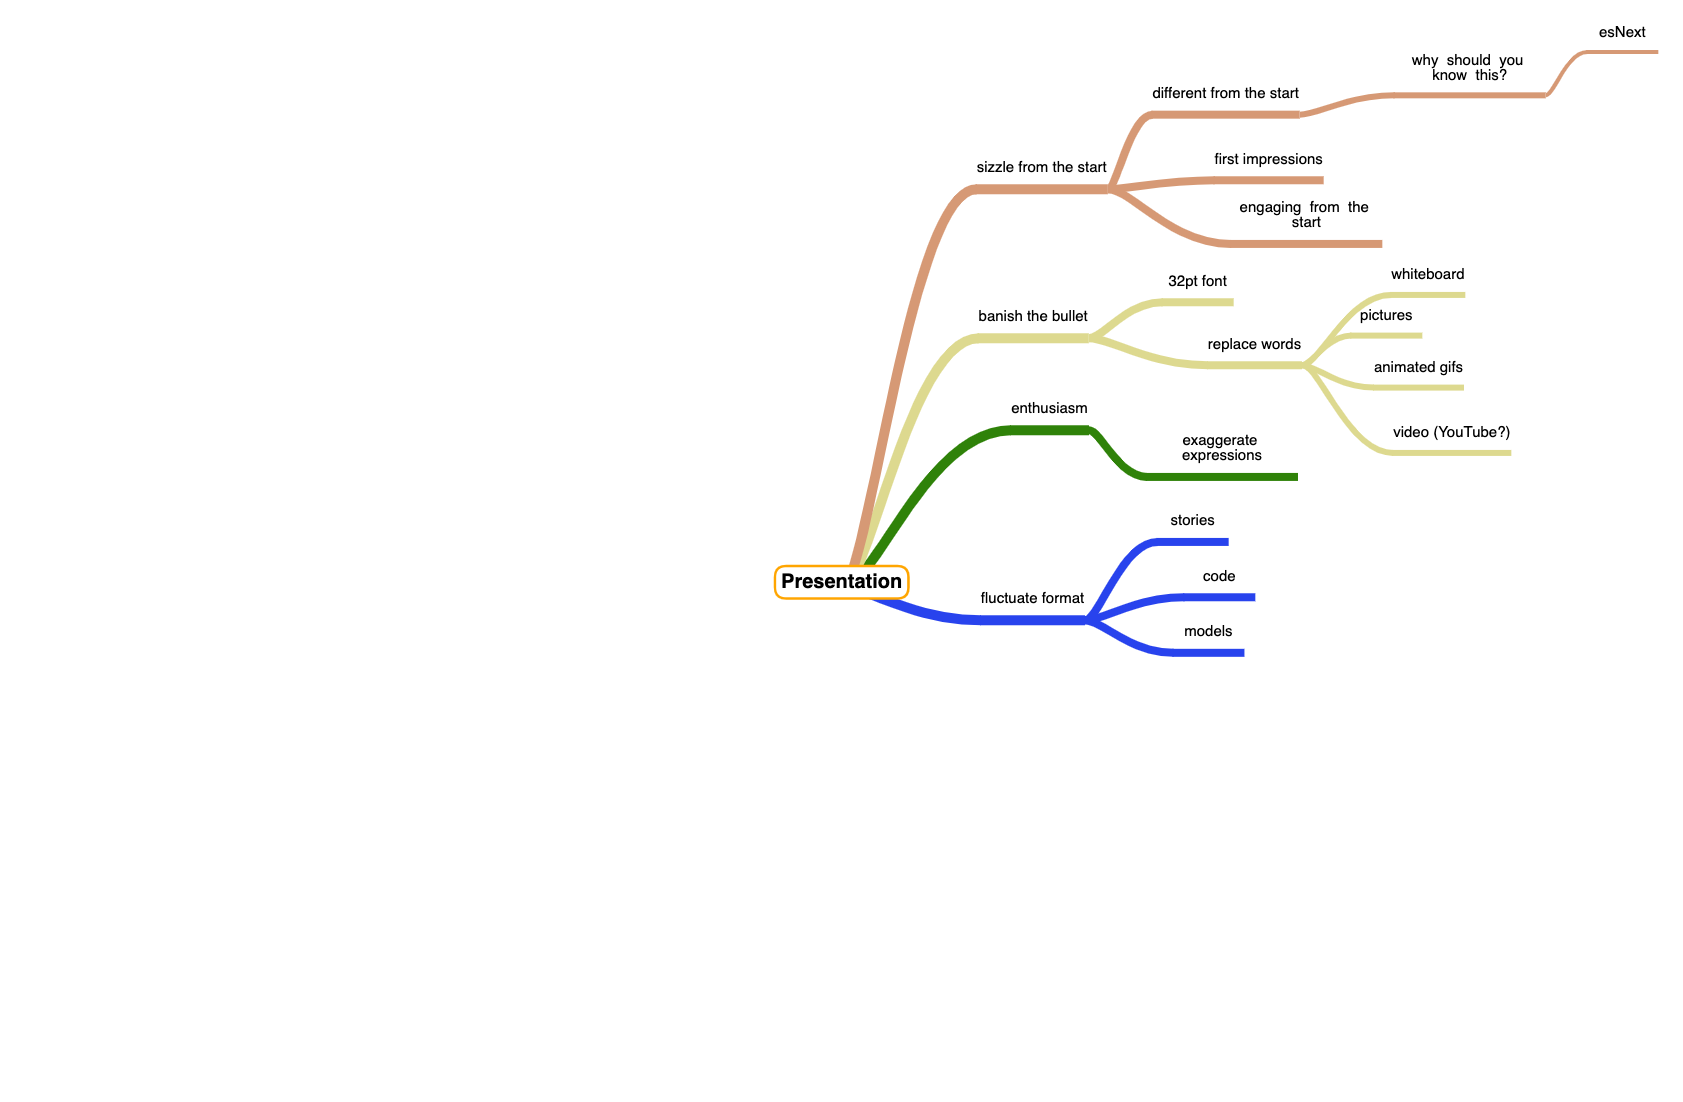 esNext
why should you
know this?
different from the start
first impressions
sizzle from the start
engaging from the
start
whiteboard
32pt font
pictures
banish the bullet
replace words
animated gifs
enthusiasm
video (YouTube?)
exaggerate
expressions
stories
Presentation
code
fluctuate format
models